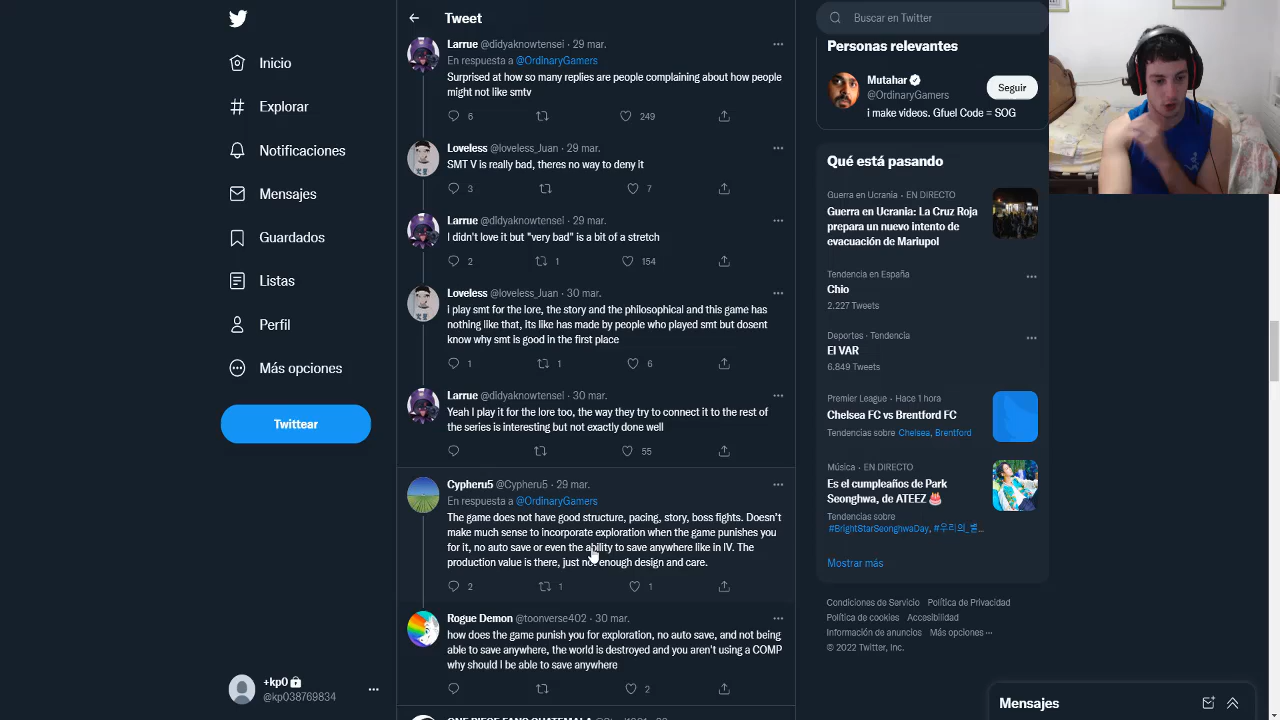 Tweet
Buscar en Twitter
Inicio
Explorar
Notificaciones
Mensajes
Guardados
Listas
Perfil
Más opciones
Twittear
+kp0
@kp038769834
Larrue @didyaknowtensei · 29 mar.
En respuesta a @OrdinaryGamers
Surprised at how so many replies are people complaining about how people
might not like smtv
6 249
Loveless @loveless_Juan · 29 mar.
SMT V is really bad, theres no way to deny it
3 7
Larrue @didyaknowtensei · 29 mar.
I didn't love it but "very bad" is a bit of a stretch
2 1 154
Loveless @loveless_Juan · 30 mar.
i play smt for the lore, the story and the philosophical and this game has
nothing like that, its like has made by people who played smt but dosent
know why smt is good in the first place
1 1 6
Larrue @didyaknowtensei · 30 mar.
Yeah I play it for the lore too, the way they try to connect it to the rest of
the series is interesting but not exactly done well
55
Cypheru5 @Cypheru5 · 29 mar.
En respuesta a @OrdinaryGamers
The game does not have good structure, pacing, story, boss fights. Doesn't
make much sense to incorporate exploration when the game punishes you
for it, no auto save or even the ability to save anywhere like in IV. The
production value is there, just not enough design and care.
2 1 1
Rogue Demon @toonverse402 · 30 mar.
how does the game punish you for exploration, no auto save, and not being
able to save anywhere, the world is destroyed and you aren't using a COMP
why should I be able to save anywhere
2
Personas relevantes
Mutahar
@OrdinaryGamers
Seguir
i make videos. Gfuel Code = SOG
Qué está pasando
Guerra en Ucrania · EN DIRECTO
Guerra en Ucrania: La Cruz Roja
prepara un nuevo intento de
evacuación de Mariupol
Tendencia en España
Chio
2.227 Tweets
Deportes · Tendencia
El VAR
6.849 Tweets
Premier League · Hace 1 hora
Chelsea FC vs Brentford FC
Tendencias sobre Chelsea, Brentford
Música · EN DIRECTO
Es el cumpleaños de Park
Seonghwa, de ATEEZ
Tendencias sobre
#BrightStarSeonghwaDay, #우리의_별...
Mostrar más
Condiciones de Servicio Política de Privacidad
Política de cookies Accesibilidad
Información de anuncios Más opciones ···
© 2022 Twitter, Inc.
Mensajes